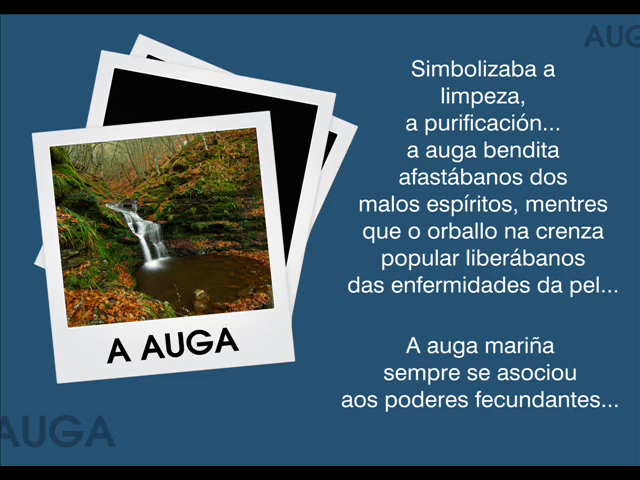 AUG
Simbolizaba a
limpeza,
a purificación...
a auga bendita
afastábanos dos
malos espíritos, mentres
que o orballo na crenza
popular liberábanos
das enfermidades da pel...
A auga mariña
sempre se asociou
aos poderes fecundantes...
A AUGA
AUGA